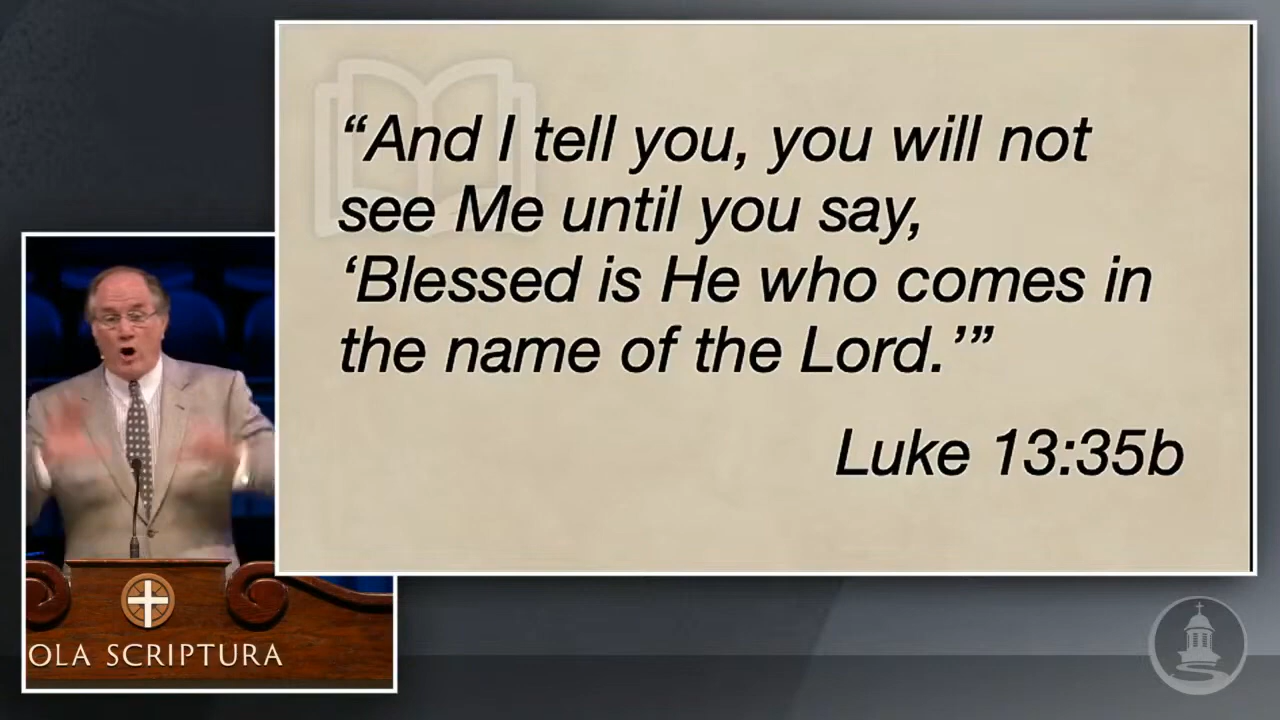 “And I tell you, you will not
see Me until you say,
‘Blessed is He who comes in
the name of the Lord.’”
Luke 13:35b
OLA SCRIPTURA